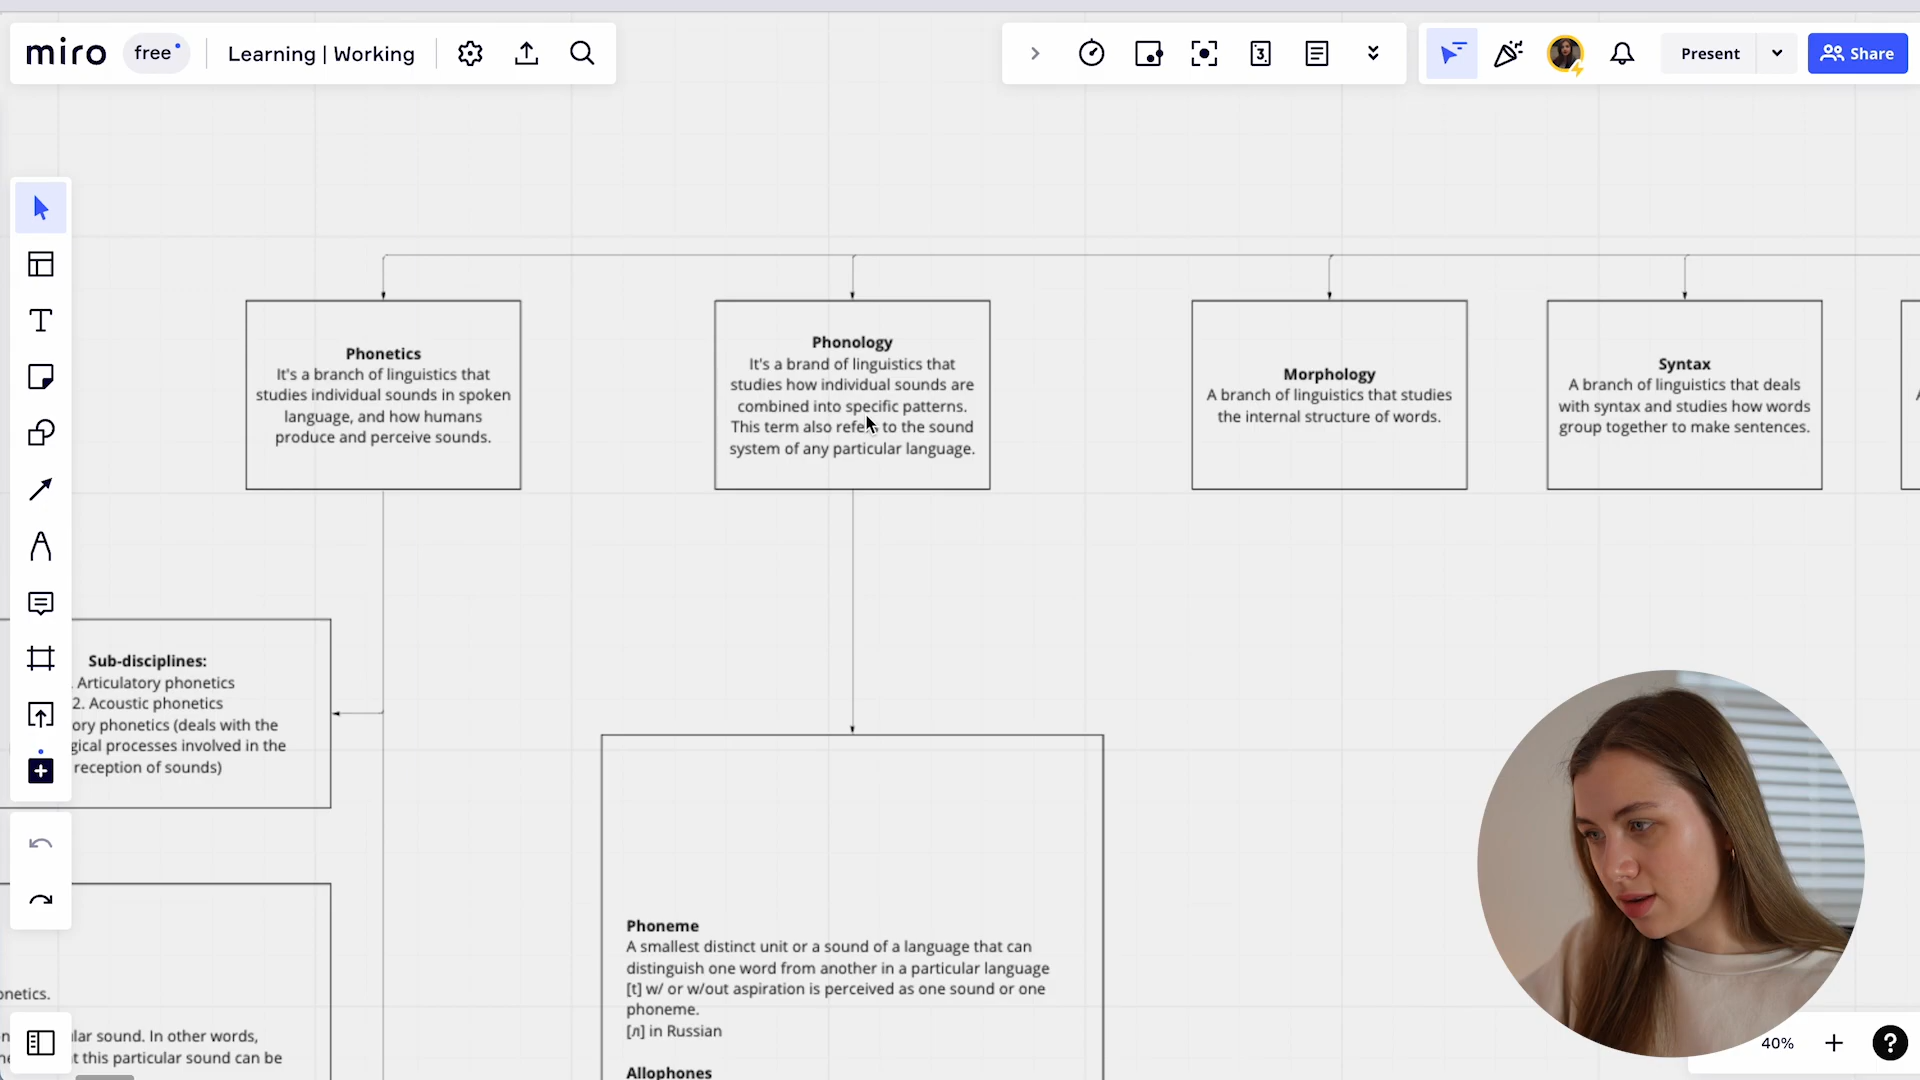 miro free Learning | Working
3
Present
Share
Phonetics
It's a branch of linguistics that
studies individual sounds in spoken
language, and how humans
produce and perceive sounds.
Phonology
It's a brand of linguistics that
studies how individual sounds are
combined into specific patterns.
This term also refers to the sound
system of any particular language.
Morphology
A branch of linguistics that studies
the internal structure of words.
Syntax
A branch of linguistics that deals
with syntax and studies how words
group together to make sentences.
Sub-disciplines:
. Articulatory phonetics
2. Acoustic phonetics
ory phonetics (deals with the
gical processes involved in the
reception of sounds)
onetics.
lar sound. In other words,
t this particular sound can be
Phoneme
A smallest distinct unit or a sound of a language that can
distinguish one word from another in a particular language
[t] w/ or w/out aspiration is perceived as one sound or one
phoneme.
[л] in Russian
Allophones
40%
?